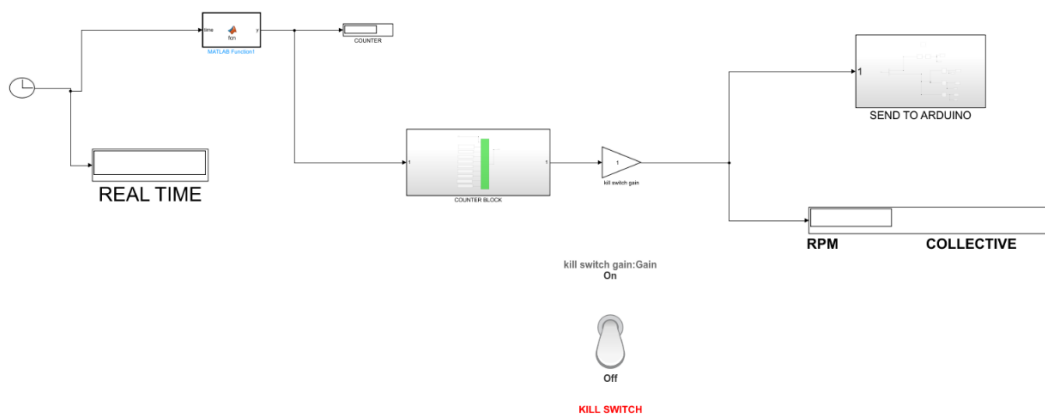 time
fcn
y
MATLAB Function1
COUNTER
REAL TIME
1
1
COUNTER BLOCK
1
kill switch gain
1
SEND TO ARDUINO
RPM
COLLECTIVE
kill switch gain:Gain
On
Off
KILL SWITCH